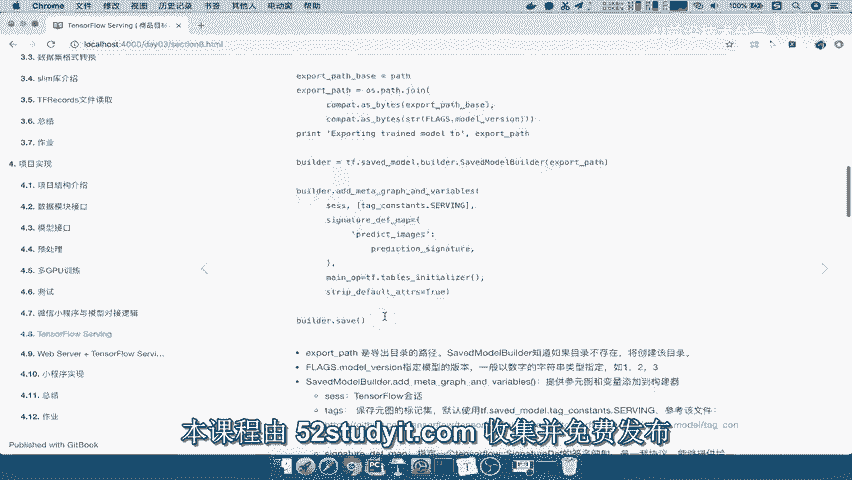 Chrome 文件 修改 视图 历史记录 书签 其他人 电动窗 帮助
100%
TensorFlow Serving | 商品目标
localhost:4000/day03/section8.html
3.3. 数据集格式转换
3.4. slim库介绍
3.5. TFRecords文件读取
3.6. 总结
3.7. 作业
4. 项目实现
4.1. 项目结构介绍
4.2. 数据模块接口
4.3. 模型接口
4.4. 预处理
4.5. 多GPU训练
4.6. 测试
4.7. 微信小程序与模型对接逻辑
4.8. TensorFlow Serving
4.9. Web Server + TensorFlow Servi...
4.10. 小程序实现
4.11. 总结
4.12. 作业
Published with GitBook
export_path_base = path
export_path = os.path.join(
compat.as_bytes(export_path_base),
compat.as_bytes(str(FLAGS.model_version)))
print 'Exporting trained model to', export_path
builder = tf.saved_model.builder.SavedModelBuilder(export_path)
builder.add_meta_graph_and_variables(
sess, [tag_constants.SERVING],
signature_def_map={
'predict_images':
prediction_signature,
},
main_op=tf.tables_initializer(),
strip_default_attrs=True)
builder.save()
• export_path 是导出目录的路径。SavedModelBuilder知道如果目录不存在，将创建该目录。
• FLAGS.model_version指定模型的版本，一般以数字的字符串类型指定，如1，2，3
• SavedModelBuilder.add_meta_graph_and_variables()：提供参元图和变量添加到构建器
sess：TensorFlow会话
tags： 保存元图的标记集，默认使用tf.saved_model.tag_constants.SERVING，参考该文件：
本课程由 52studyit.com 收集并免费发布